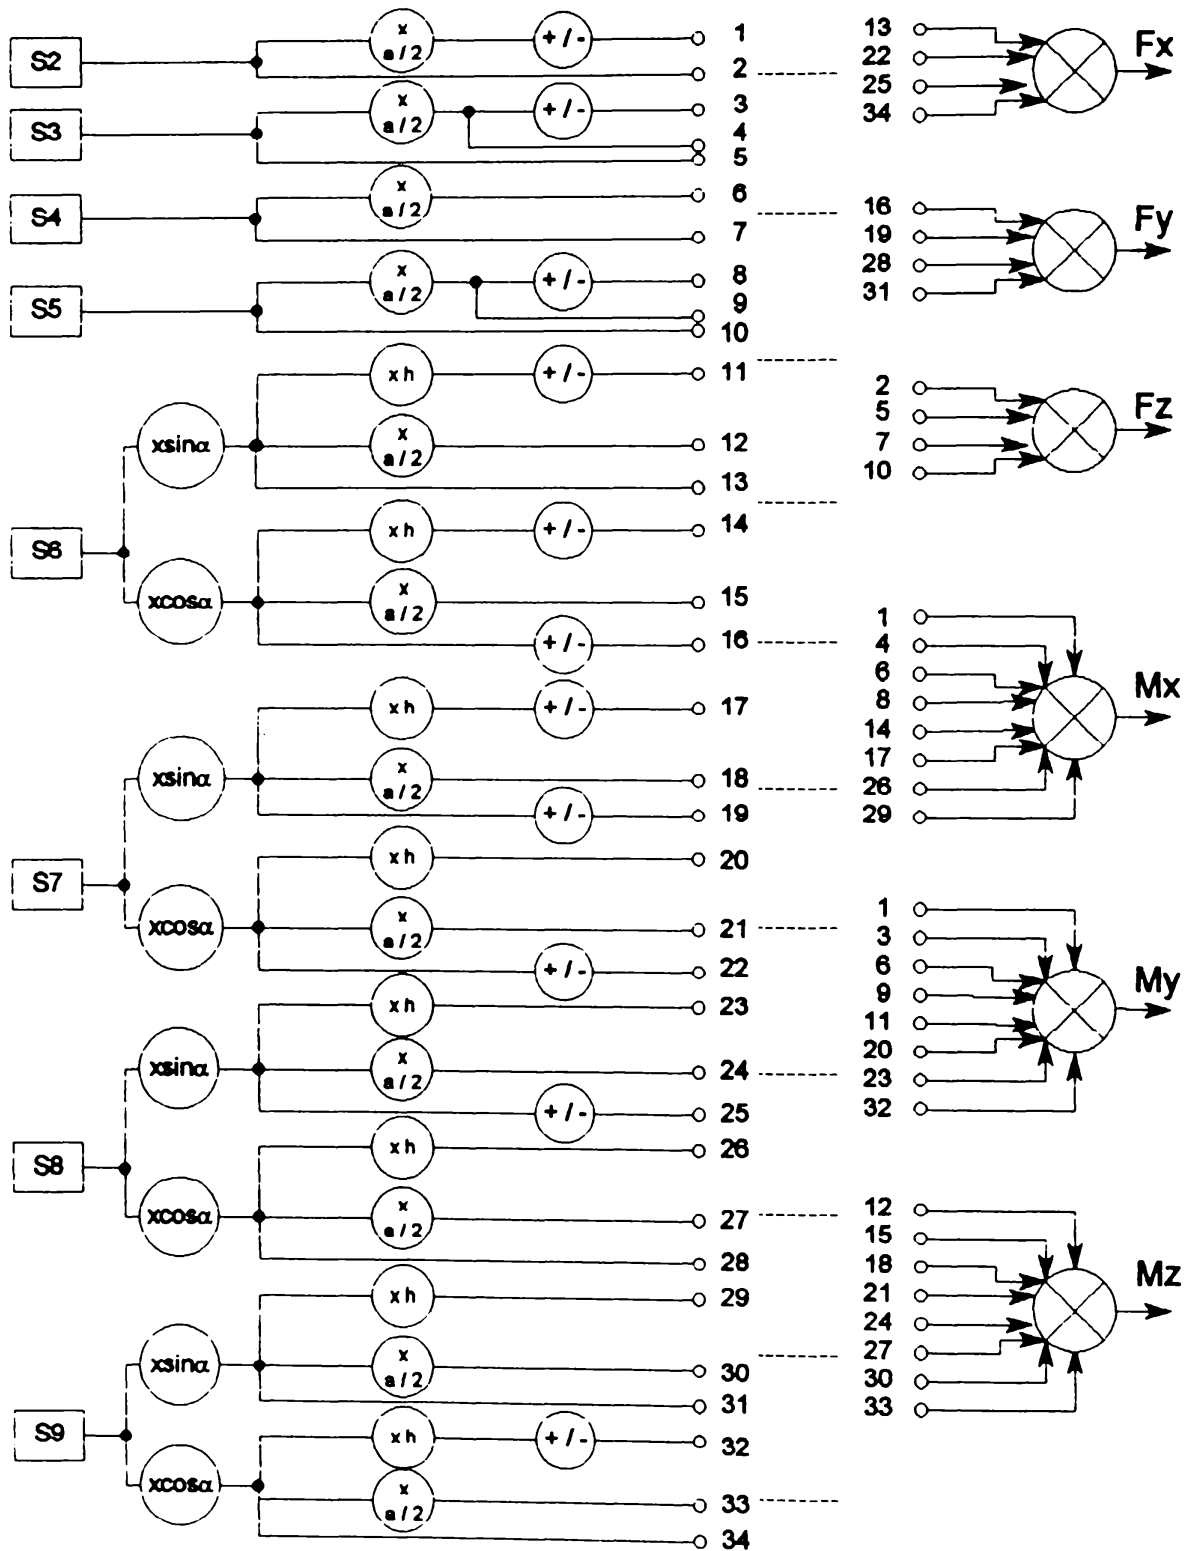 S2
x
a/2
+/-
1
2
S3
x
a/2
+/-
3
4
5
S4
x
a/2
6
7
S5
x
a/2
+/-
8
9
10
S6
xsinα
xh
+/-
11
x
a/2
12
13
xcosα
xh
+/-
14
x
a/2
15
+/-
16
S7
xsinα
xh
+/-
17
x
a/2
18
+/-
19
xcosα
xh
20
x
a/2
21
+/-
22
S8
xsinα
xh
23
x
a/2
24
+/-
25
xcosα
xh
26
x
a/2
27
28
S9
xsinα
xh
29
x
a/2
30
31
xcosα
xh
+/-
32
x
a/2
33
34
13
22
25
34
Fx
16
19
28
31
Fy
2
5
7
10
Fz
1
4
6
8
14
17
26
29
Mx
1
3
6
9
11
20
23
32
My
12
15
18
21
24
27
30
33
Mz